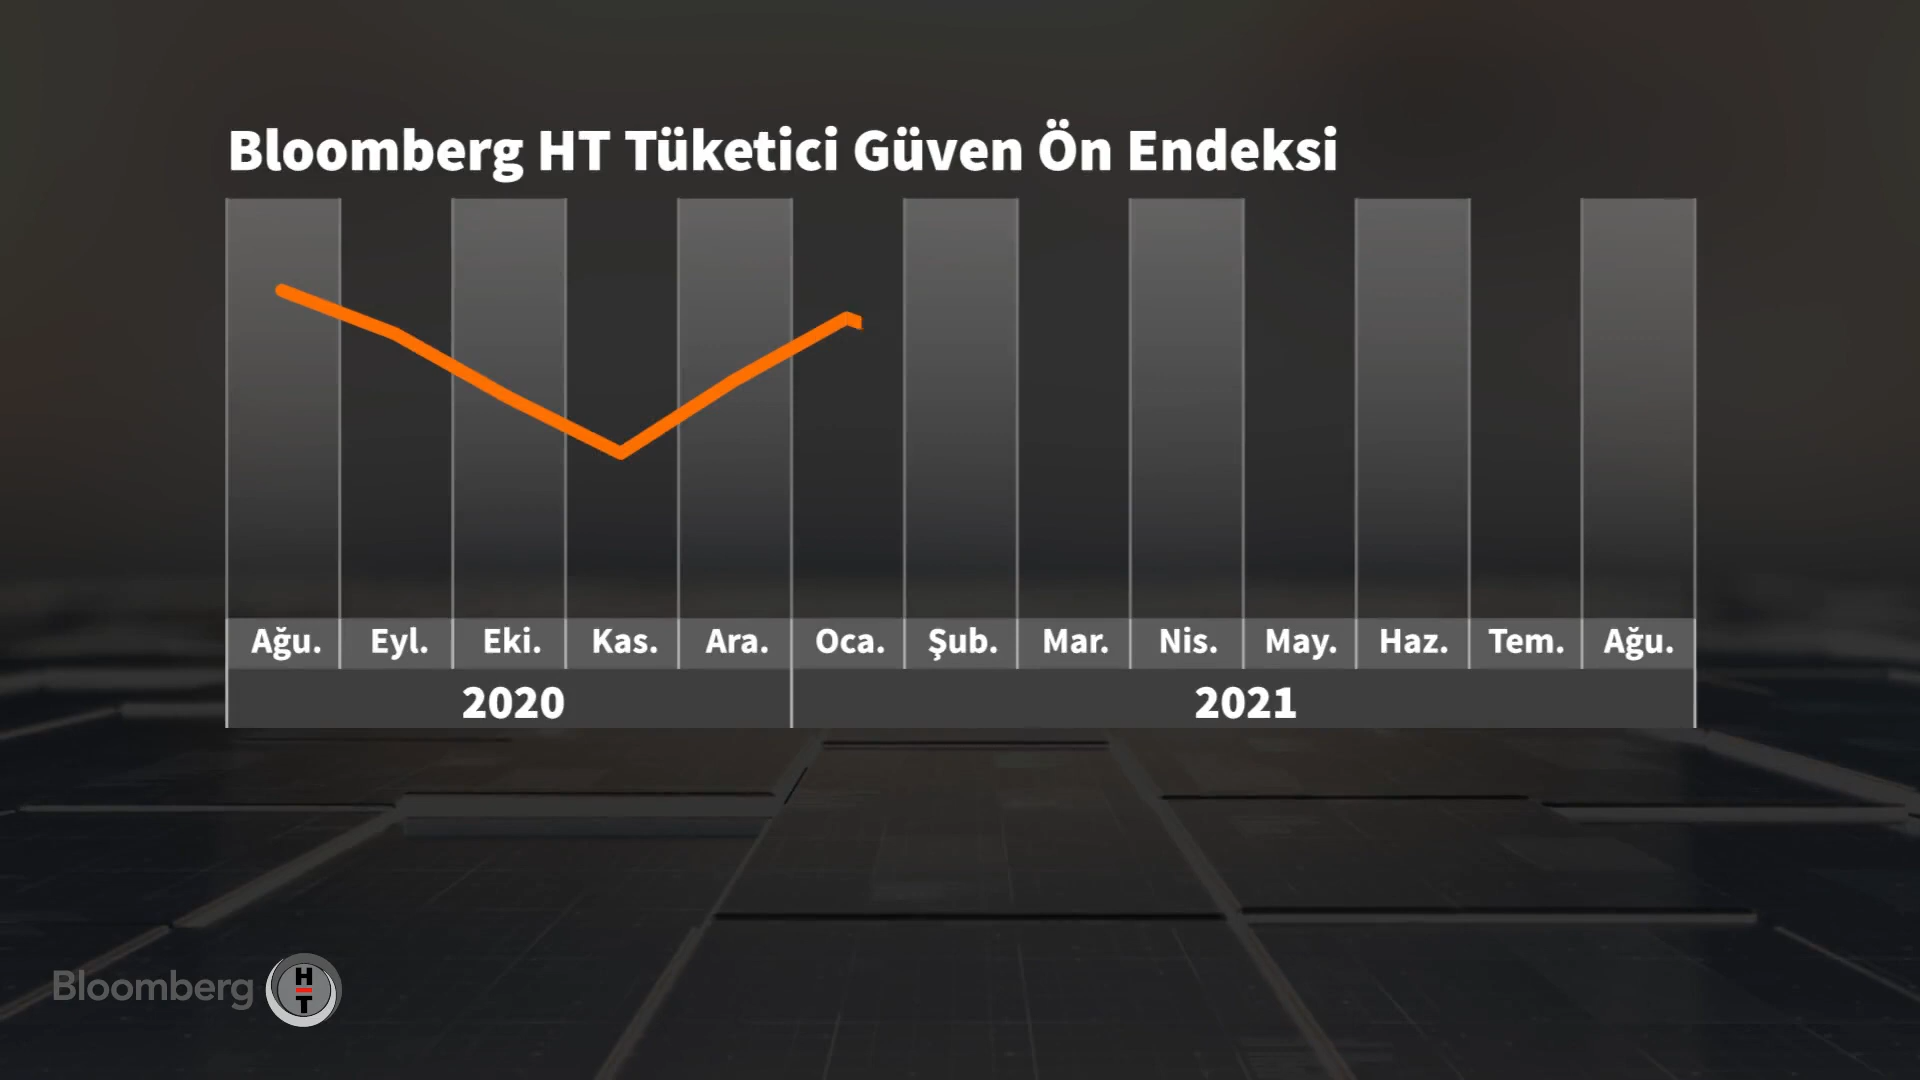 Bloomberg HT Tüketici Güven Ön Endeksi
Ağu. Eyl. Eki. Kas. Ara. Oca. Şub. Mar. Nis. May. Haz. Tem. Ağu.
2020 2021
Bloomberg HT